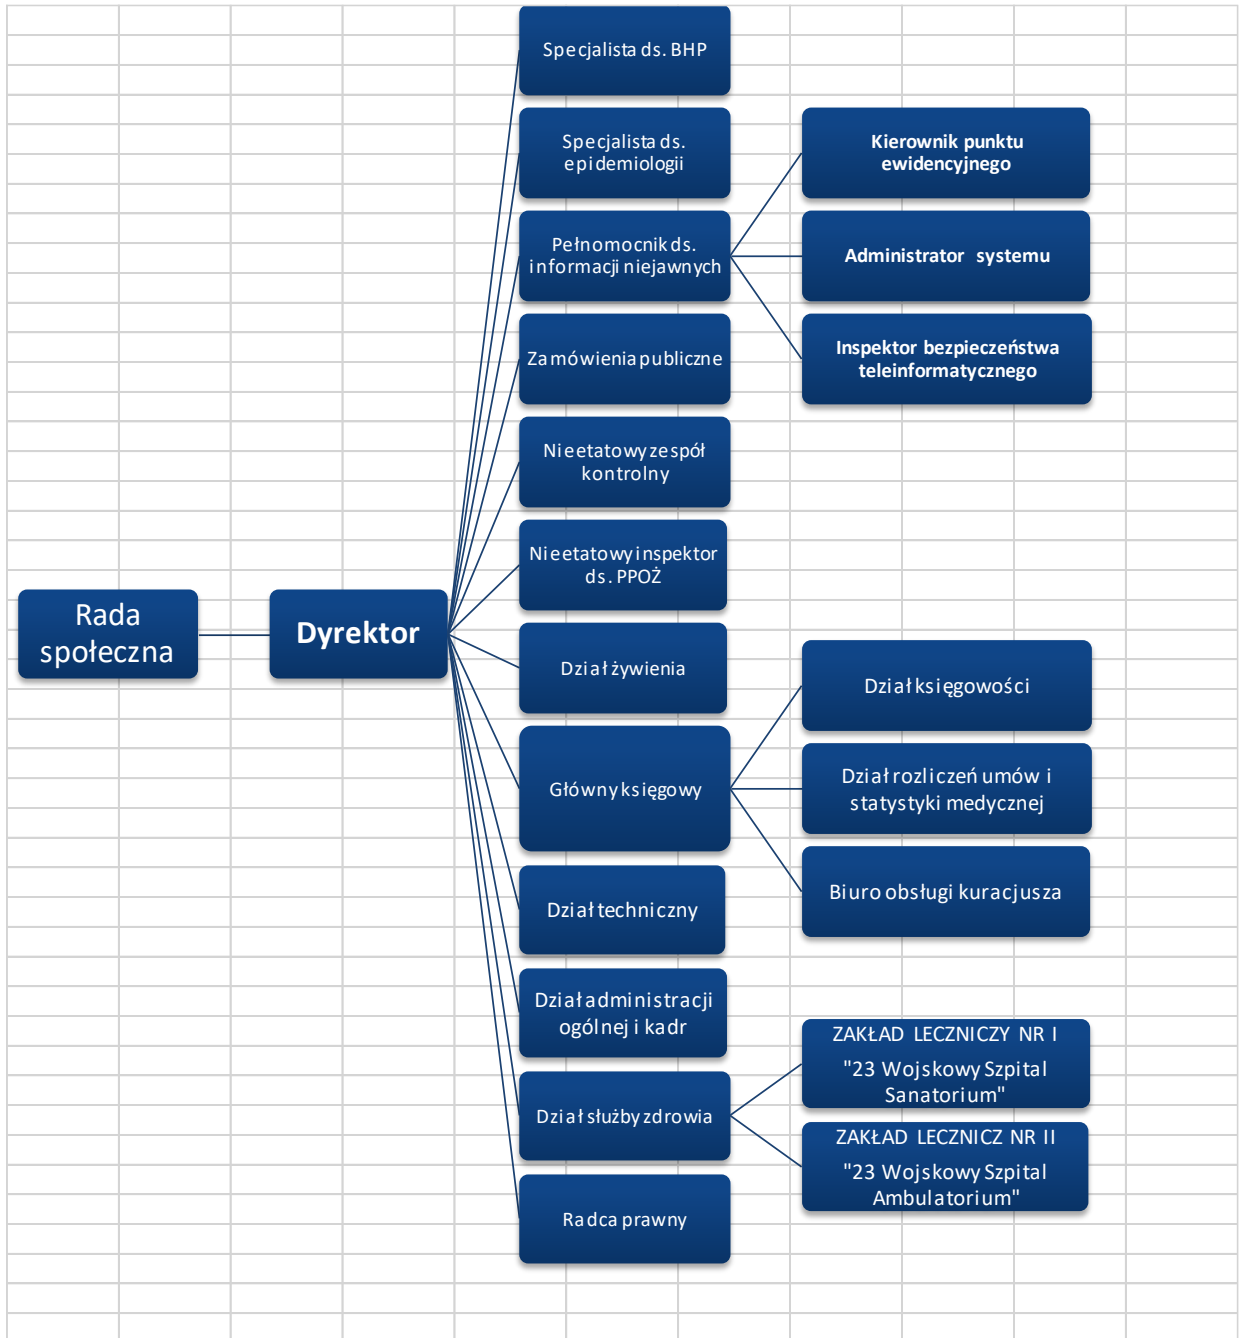 Rada
społeczna
Dyrektor
Specjalista ds. BHP
Specjalista ds.
epidemiologii
Pełnomocnik ds.
informacji niejawnych
Zamówienia publiczne
Nieetatowy zespół
kontrolny
Nieetatowy inspektor
ds. PPOŻ
Dział żywienia
Główny księgowy
Dział techniczny
Dział administracji
ogólnej i kadr
Dział służby zdrowia
Radca prawny
Kierownik punktu
ewidencyjnego
Administrator systemu
Inspektor bezpieczeństwa
teleinformatycznego
Dział księgowości
Dział rozliczeń umów i
statystyki medycznej
Biuro obsługi kuracjusza
ZAKŁAD LECZNICZY NR I
"23 Wojskowy Szpital
Sanatorium"
ZAKŁAD LECZNICZ NR II
"23 Wojskowy Szpital
Ambulatorium"